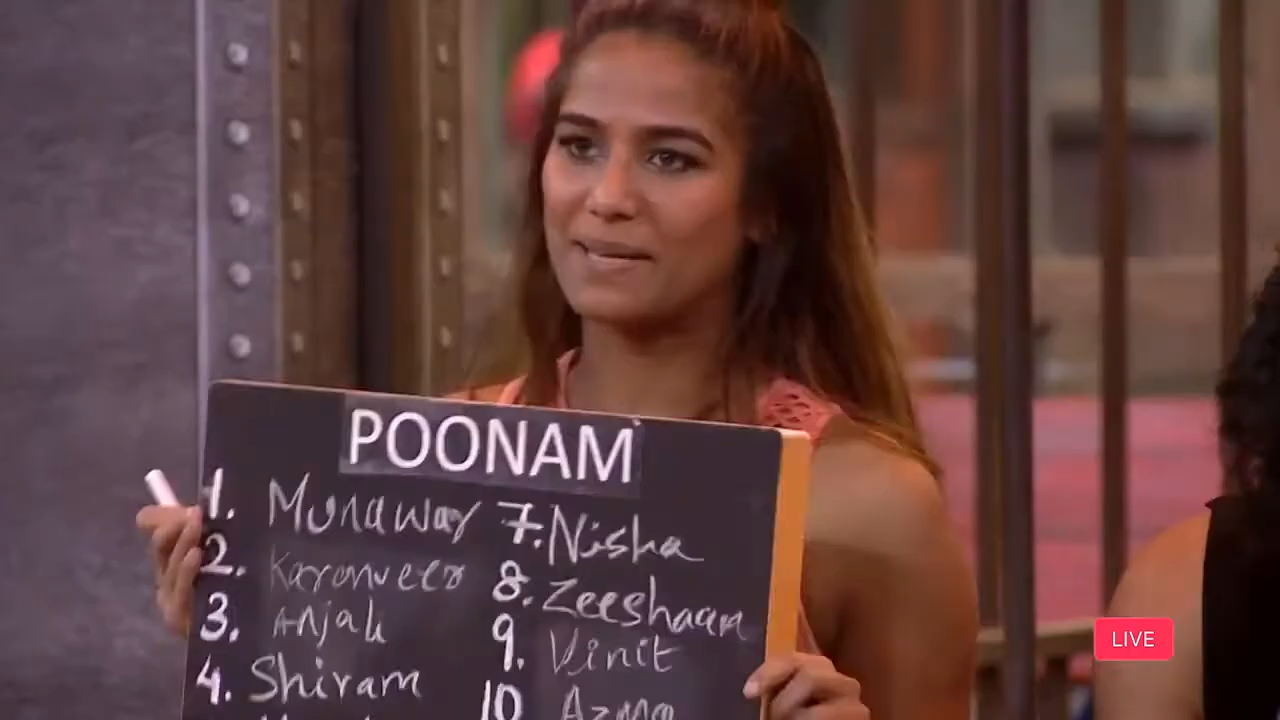 POONAM
1. Munawar
2. Karanveer
3. Anjali
4. Shivam
7. Nisha
8. Zeeshaan
9. Vinit
10 Azma
LIVE